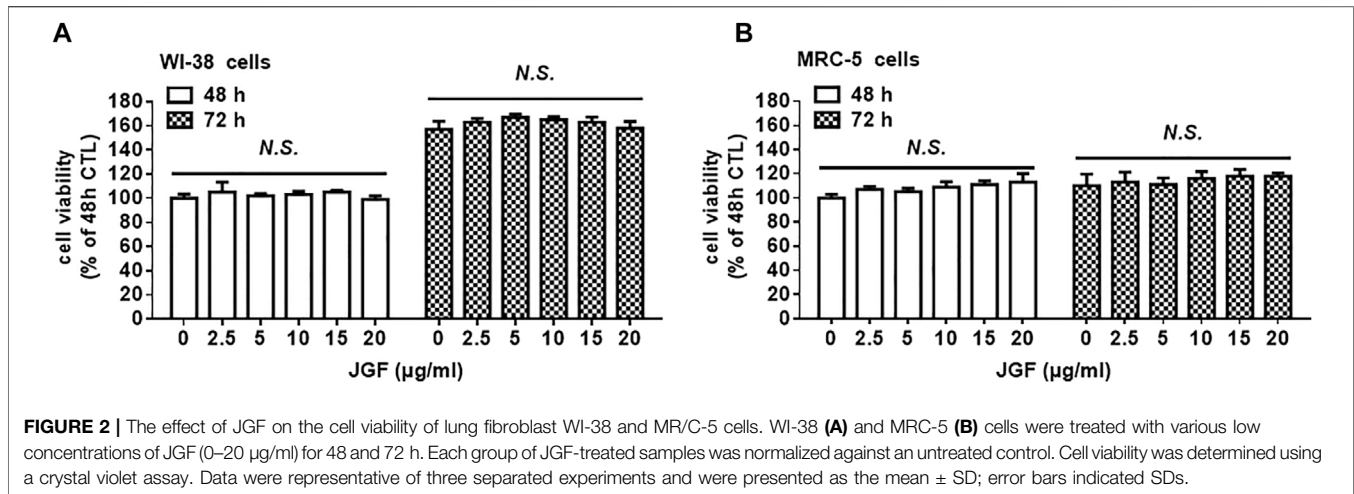 A
WI-38 cells
48 h
72 h
N.S.
N.S.
cell viability
(% of 48h CTL)
180
160
140
120
100
80
60
40
20
0
0 2.5 5 10 15 20 0 2.5 5 10 15 20
JGF (µg/ml)
B
MRC-5 cells
48 h
72 h
N.S.
N.S.
cell viability
(% of 48h CTL)
180
160
140
120
100
80
60
40
20
0
0 2.5 5 10 15 20 0 2.5 5 10 15 20
JGF (µg/ml)
FIGURE 2 | The effect of JGF on the cell viability of lung fibroblast WI-38 and MR/C-5 cells. WI-38 (A) and MRC-5 (B) cells were treated with various low
concentrations of JGF (0–20 µg/ml) for 48 and 72 h. Each group of JGF-treated samples was normalized against an untreated control. Cell viability was determined using
a crystal violet assay. Data were representative of three separated experiments and were presented as the mean ± SD; error bars indicated SDs.